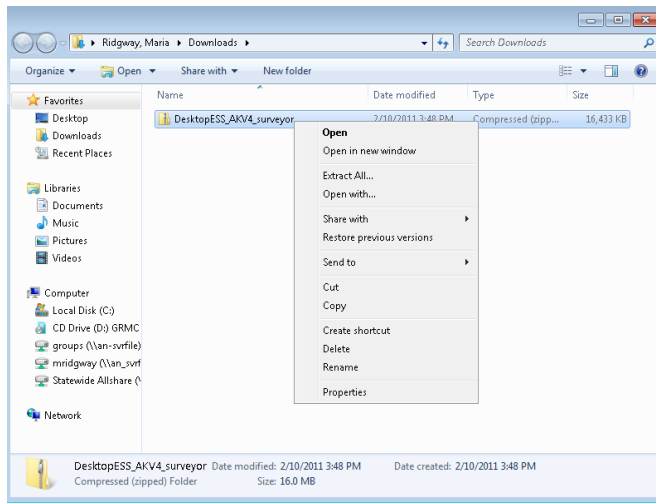 Ridgway, Maria ▸ Downloads ▸
Search Downloads
Organize
Open
Share with
New folder
Name
Date modified
Type
Size
Favorites
Desktop
Downloads
Recent Places
Libraries
Documents
Music
Pictures
Videos
Computer
Local Disk (C:)
CD Drive (D:) GRMC
groups (\\an-svrfile)
mridgway (\\an_svrf
Statewide Allshare (\
Network
DesktopESS_AKV4_surveyor
2/10/2011 3:48 PM
Compressed (zipp...
16,433 KB
Open
Open in new window
Extract All...
Open with...
Share with
Restore previous versions
Send to
Cut
Copy
Create shortcut
Delete
Rename
Properties
DesktopESS_AKV4_surveyor Date modified: 2/10/2011 3:48 PM Date created: 2/10/2011 3:48 PM
Compressed (zipped) Folder Size: 16.0 MB